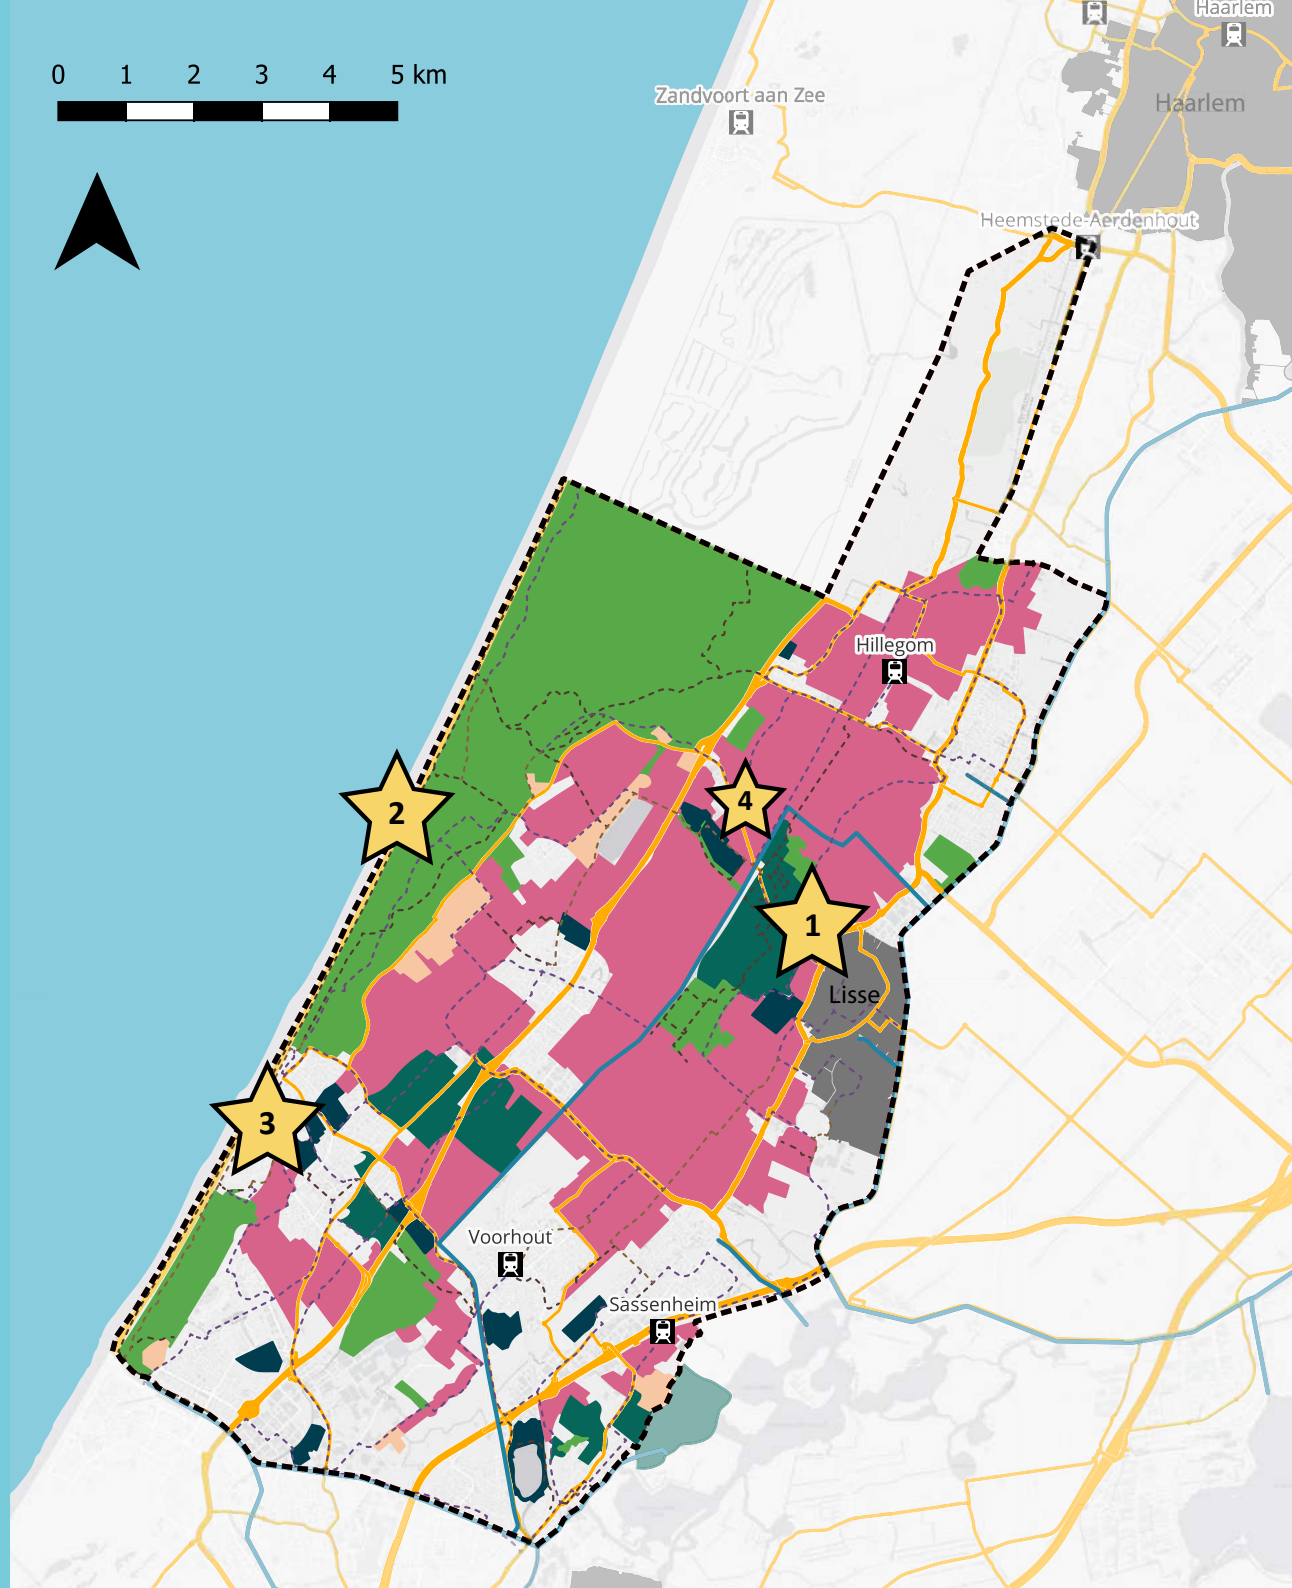 Haarlem
0 1 2 3 4 5 km
Zandvoort aan Zee
Haarlem
Heemstede-Aerdenhout
Hillegom
4
2
1
Lisse
3
Voorhout
Sassenheim